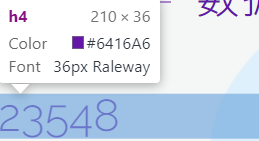 h4 210 × 36
Color #6416A6
Font 36px Raleway
23548